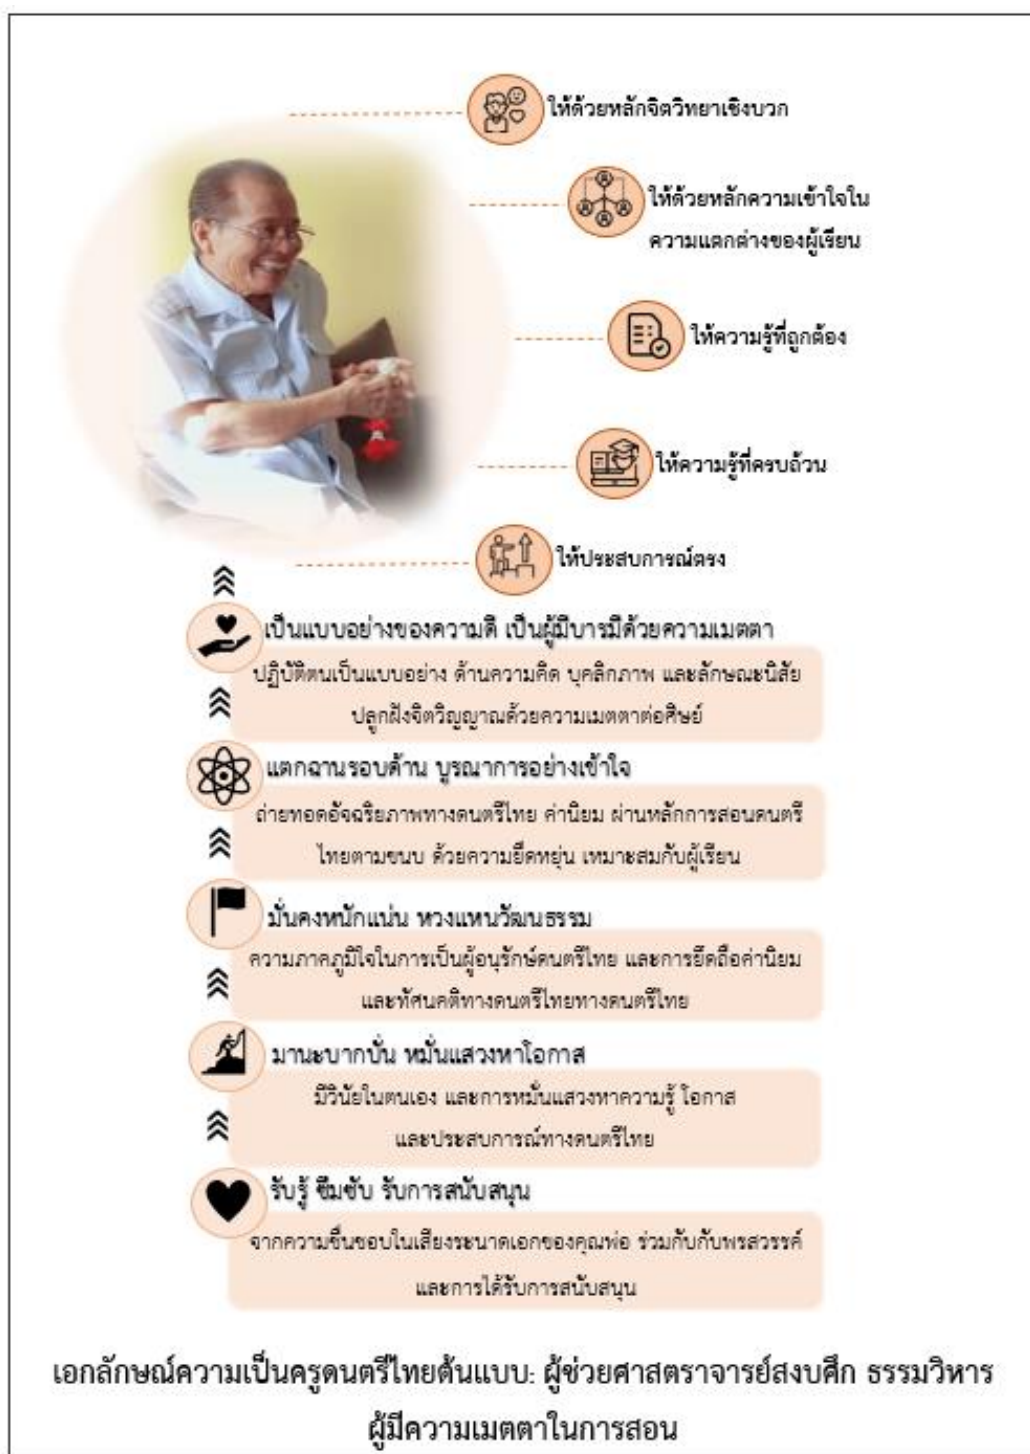 ให้ด้วยหลักจิตวิทยาเชิงบวก
ให้ด้วยหลักความเข้าใจใน
ความแตกต่างของผู้เรียน
ให้ความรู้ที่ถูกต้อง
ให้ความรู้ที่ครบถ้วน
ให้ประสบการณ์ตรง
เป็นแบบอย่างของความดี เป็นผู้มีบารมีด้วยความเมตตา
ปฏิบัติตนเป็นแบบอย่าง ด้านความคิด บุคลิกภาพ และลักษณะนิสัย
ปลูกฝังจิตวิญญาณด้วยความเมตตาต่อศิษย์
แตกฉานรอบด้าน บูรณาการอย่างเข้าใจ
ถ่ายทอดอัจฉริยภาพทางดนตรีไทย ค่านิยม ผ่านหลักการสอนดนตรี
ไทยตามขนบ ด้วยความยืดหยุ่น เหมาะสมกับผู้เรียน
มั่นคงหนักแน่น หวงแหนวัฒนธรรม
ความภาคภูมิใจในการเป็นผู้อนุรักษ์ดนตรีไทย และการยึดถือค่านิยม
และทัศนคติทางดนตรีไทยทางดนตรีไทย
มานะบากบั่น หมั่นแสวงหาโอกาส
มีวินัยในตนเอง และการหมั่นแสวงหาความรู้ โอกาส
และประสบการณ์ทางดนตรีไทย
รับรู้ ซึมซับ รับการสนับสนุน
จากความชื่นชอบในเสียงระนาดเอกของคุณพ่อ ร่วมกับกับพรสวรรค์
และการได้รับการสนับสนุน
เอกลักษณ์ความเป็นครูดนตรีไทยต้นแบบ: ผู้ช่วยศาสตราจารย์สงบศึก ธรรมวิหาร
ผู้มีความเมตตาในการสอน